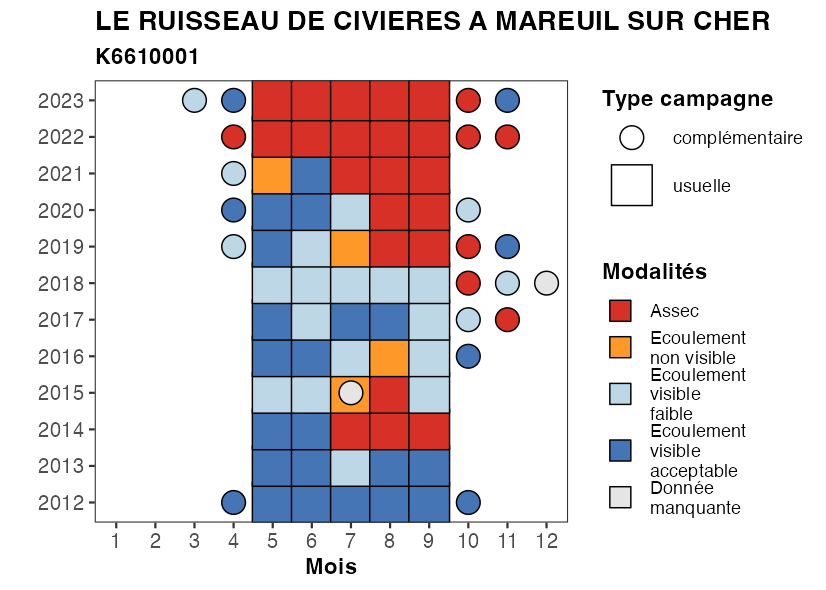 LE RUISSEAU DE CIVIERES A MAREUIL SUR CHER
K6610001
2023
2022
2021
2020
2019
2018
2017
2016
2015
2014
2013
2012
1 2 3 4 5 6 7 8 9 10 11 12
Mois
Type campagne
complémentaire
usuelle
Modalités
Assec
Ecoulement
non visible
Ecoulement
visible
faible
Ecoulement
visible
acceptable
Donnée
manquante